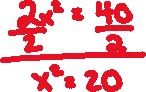 2x² = 40
2 2
x² = 20